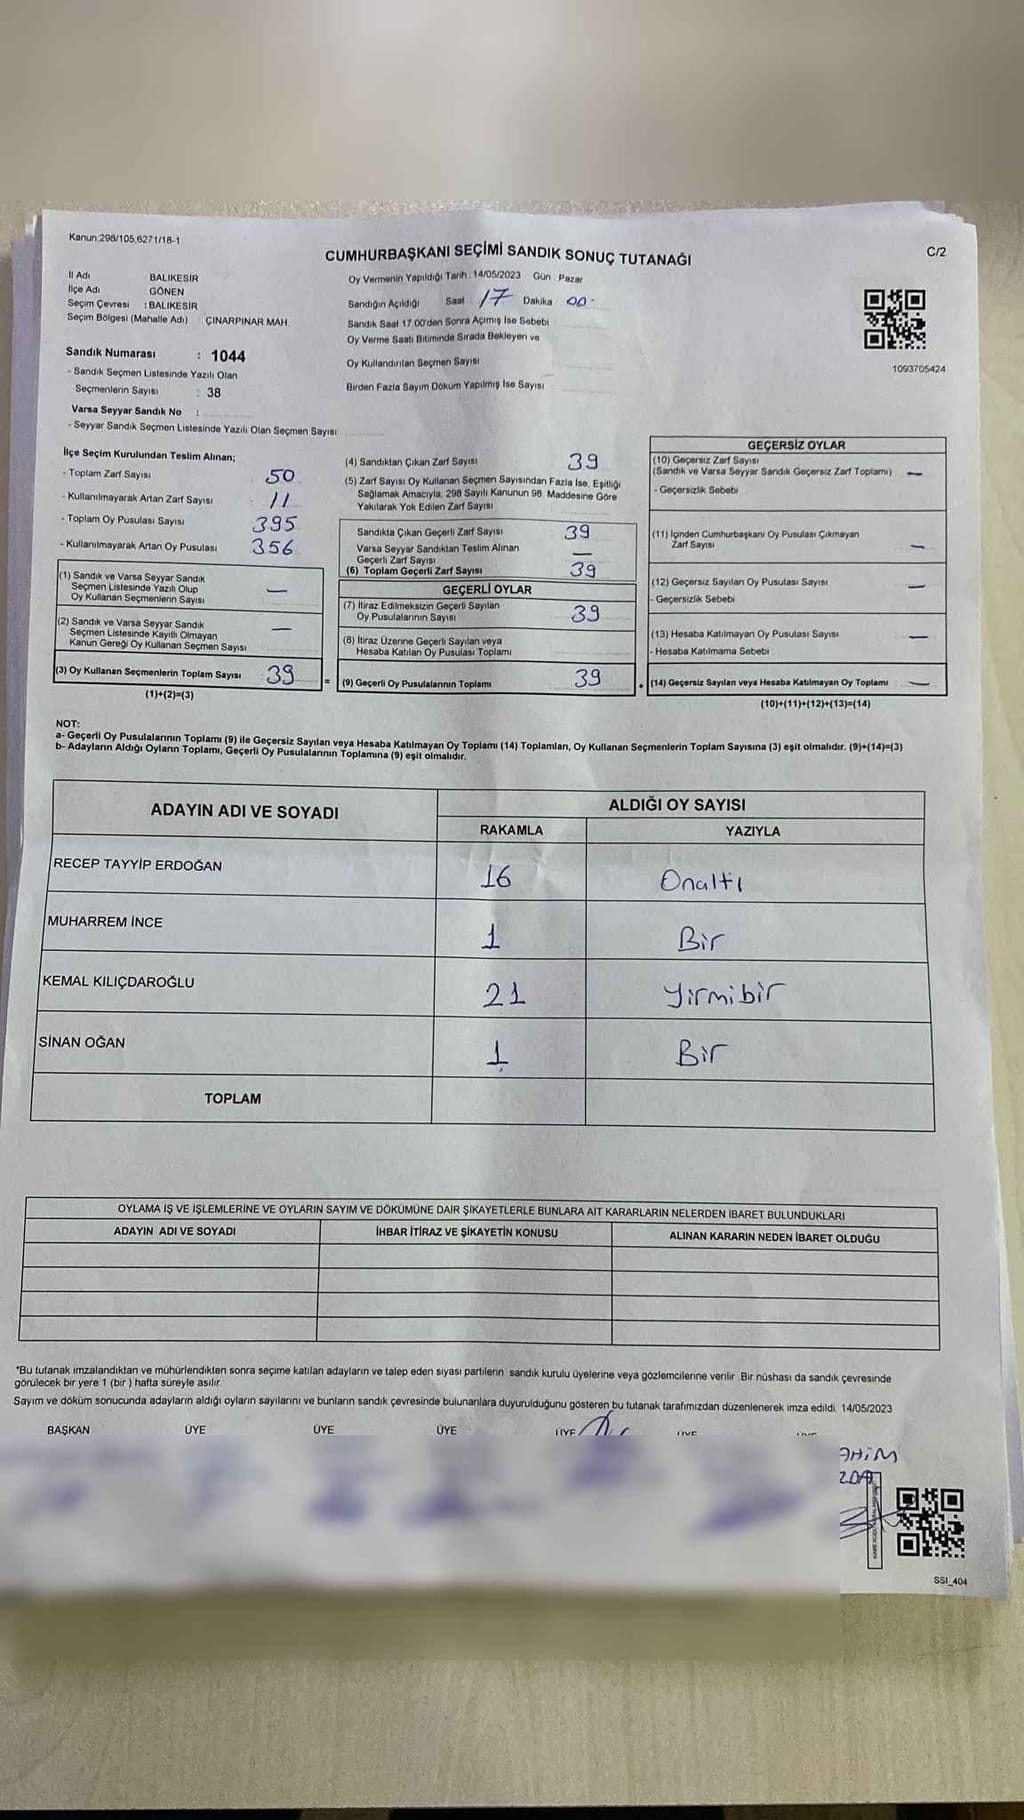 Kanun,298/105,6271/18-1
CUMHURBAŞKANI SEÇİMİ SANDIK SONUÇ TUTANAĞI
C/2
İl Adı BALIKESİR
İlçe Adı GÖNEN
Seçim Çevresi : BALIKESİR
Seçim Bölgesi (Mahalle Adı) ÇINARPINAR MAH.
Sandık Numarası : 1044
- Sandık Seçmen Listesinde Yazılı Olan
Seçmenlerin Sayısı : 38
Varsa Seyyar Sandık No :
- Seyyar Sandık Seçmen Listesinde Yazılı Olan Seçmen Sayısı
Oy Vermenin Yapıldığı Tarih : 14/05/2023 Gün : Pazar
Sandığın Açıldığı Saat 17 Dakika 00
Sandık Saat 17.00'den Sonra Açımış İse Sebebi
Oy Verme Saati Bitiminde Sırada Bekleyen ve
Oy Kullandırılan Seçmen Sayısı
Birden Fazla Sayım Döküm Yapılmış İse Sayısı
1093705424
İlçe Seçim Kurulundan Teslim Alınan;
- Toplam Zarf Sayısı 50
- Kullanılmayarak Artan Zarf Sayısı 11
- Toplam Oy Pusulası Sayısı 395
- Kullanılmayarak Artan Oy Pusulası 356
(1) Sandık ve Varsa Seyyar Sandık
Seçmen Listesinde Yazılı Olup
Oy Kullanan Seçmenlerin Sayısı —
(2) Sandık ve Varsa Seyyar Sandık
Seçmen Listesinde Kayıtlı Olmayan
Kanun Gereği Oy Kullanan Seçmen Sayısı —
(3) Oy Kullanan Seçmenlerin Toplam Sayısı 39 =
(1)+(2)=(3)
(4) Sandıktan Çıkan Zarf Sayısı 39
(5) Zarf Sayısı Oy Kullanan Seçmen Sayısından Fazla İse, Eşitliği
Sağlamak Amacıyla, 298 Sayılı Kanunun 98. Maddesine Göre
Yakılarak Yok Edilen Zarf Sayısı
Sandıkta Çıkan Geçerli Zarf Sayısı 39
Varsa Seyyar Sandıktan Teslim Alınan
Geçerli Zarf Sayısı —
(6) Toplam Geçerli Zarf Sayısı 39
GEÇERLİ OYLAR
(7) İtiraz Edilmeksizin Geçerli Sayılan
Oy Pusulalarının Sayısı 39
(8) İtiraz Üzerine Geçerli Sayılan veya
Hesaba Katılan Oy Pusulası Toplamı
(9) Geçerli Oy Pusulalarının Toplamı 39 +
GEÇERSİZ OYLAR
(10) Geçersiz Zarf Sayısı
(Sandık ve Varsa Seyyar Sandık Geçersiz Zarf Toplamı) —
- Geçersizlik Sebebi
(11) İçinden Cumhurbaşkanı Oy Pusulası Çıkmayan
Zarf Sayısı —
(12) Geçersiz Sayılan Oy Pusulası Sayısı —
- Geçersizlik Sebebi
(13) Hesaba Katılmayan Oy Pusulası Sayısı —
- Hesaba Katılmama Sebebi
(14) Geçersiz Sayılan veya Hesaba Katılmayan Oy Toplamı —
(10)+(11)+(12)+(13)=(14)
NOT:
a- Geçerli Oy Pusulalarının Toplamı (9) ile Geçersiz Sayılan veya Hesaba Katılmayan Oy Toplamı (14) Toplamları, Oy Kullanan Seçmenlerin Toplam Sayısına (3) eşit olmalıdır. (9)+(14)=(3)
b- Adayların Aldığı Oyların Toplamı, Geçerli Oy Pusulalarının Toplamına (9) eşit olmalıdır.
ADAYIN ADI VE SOYADI ALDIĞI OY SAYISI
RAKAMLA YAZIYLA
RECEP TAYYİP ERDOĞAN 16 Onaltı
MUHARREM İNCE 1 Bir
KEMAL KILIÇDAROĞLU 21 Yirmibir
SİNAN OĞAN 1 Bir
TOPLAM
OYLAMA İŞ VE İŞLEMLERİNE VE OYLARIN SAYIM VE DÖKÜMÜNE DAİR ŞİKAYETLERLE BUNLARA AİT KARARLARIN NELERDEN İBARET BULUNDUKLARI
ADAYIN ADI VE SOYADI İHBAR İTİRAZ VE ŞİKAYETİN KONUSU ALINAN KARARIN NEDEN İBARET OLDUĞU
*Bu tutanak imzalandıktan ve mühürlendikten sonra seçime katılan adayların ve talep eden siyasi partilerin sandık kurulu üyelerine veya gözlemcilerine verilir .Bir nüshası da sandık çevresinde
görülecek bir yere 1 (bir ) hafta süreyle asılır.
Sayım ve döküm sonucunda adayların aldığı oyların sayılarını ve bunların sandık çevresinde bulunanlara duyurulduğunu gösteren bu tutanak tarafımızdan düzenlenerek imza edildi. 14/05/2023
BAŞKAN ÜYE ÜYE ÜYE ÜYE ÜYE
SSI_404